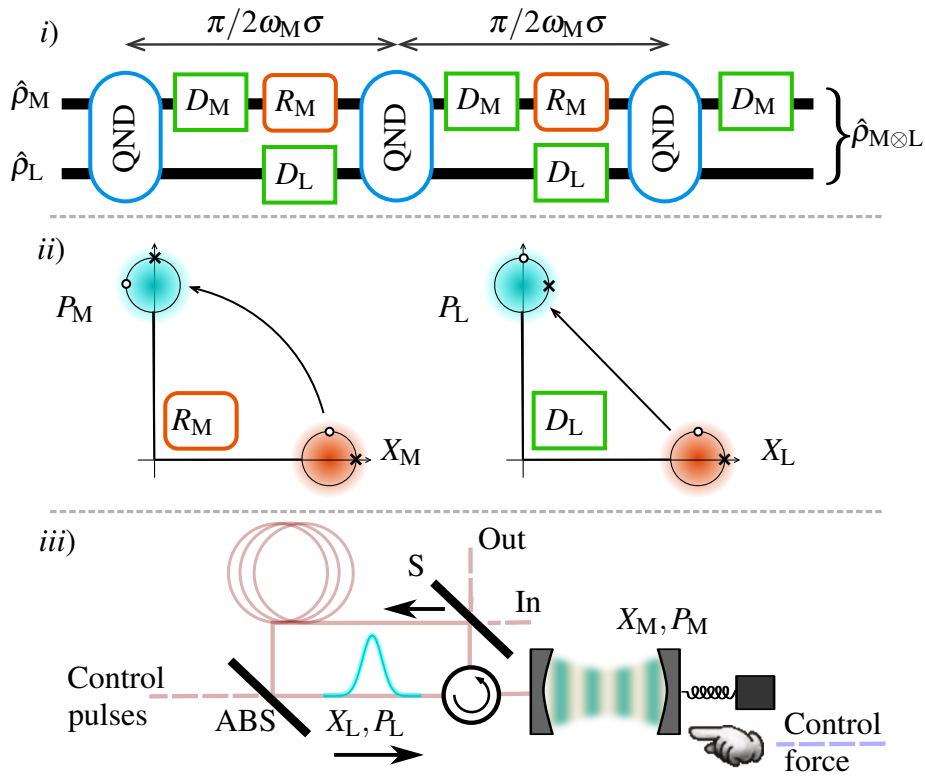 i)
π/2ω_Mσ π/2ω_Mσ
ρ̂_M QND D_M R_M QND D_M R_M QND D_M
ρ̂_M⊗L
ρ̂_L D_L D_L
ii)
P_M P_L
R_M D_L
X_M X_L
iii)
Out
S
In
X_M, P_M
Control
pulses
ABS
X_L, P_L
Control
force